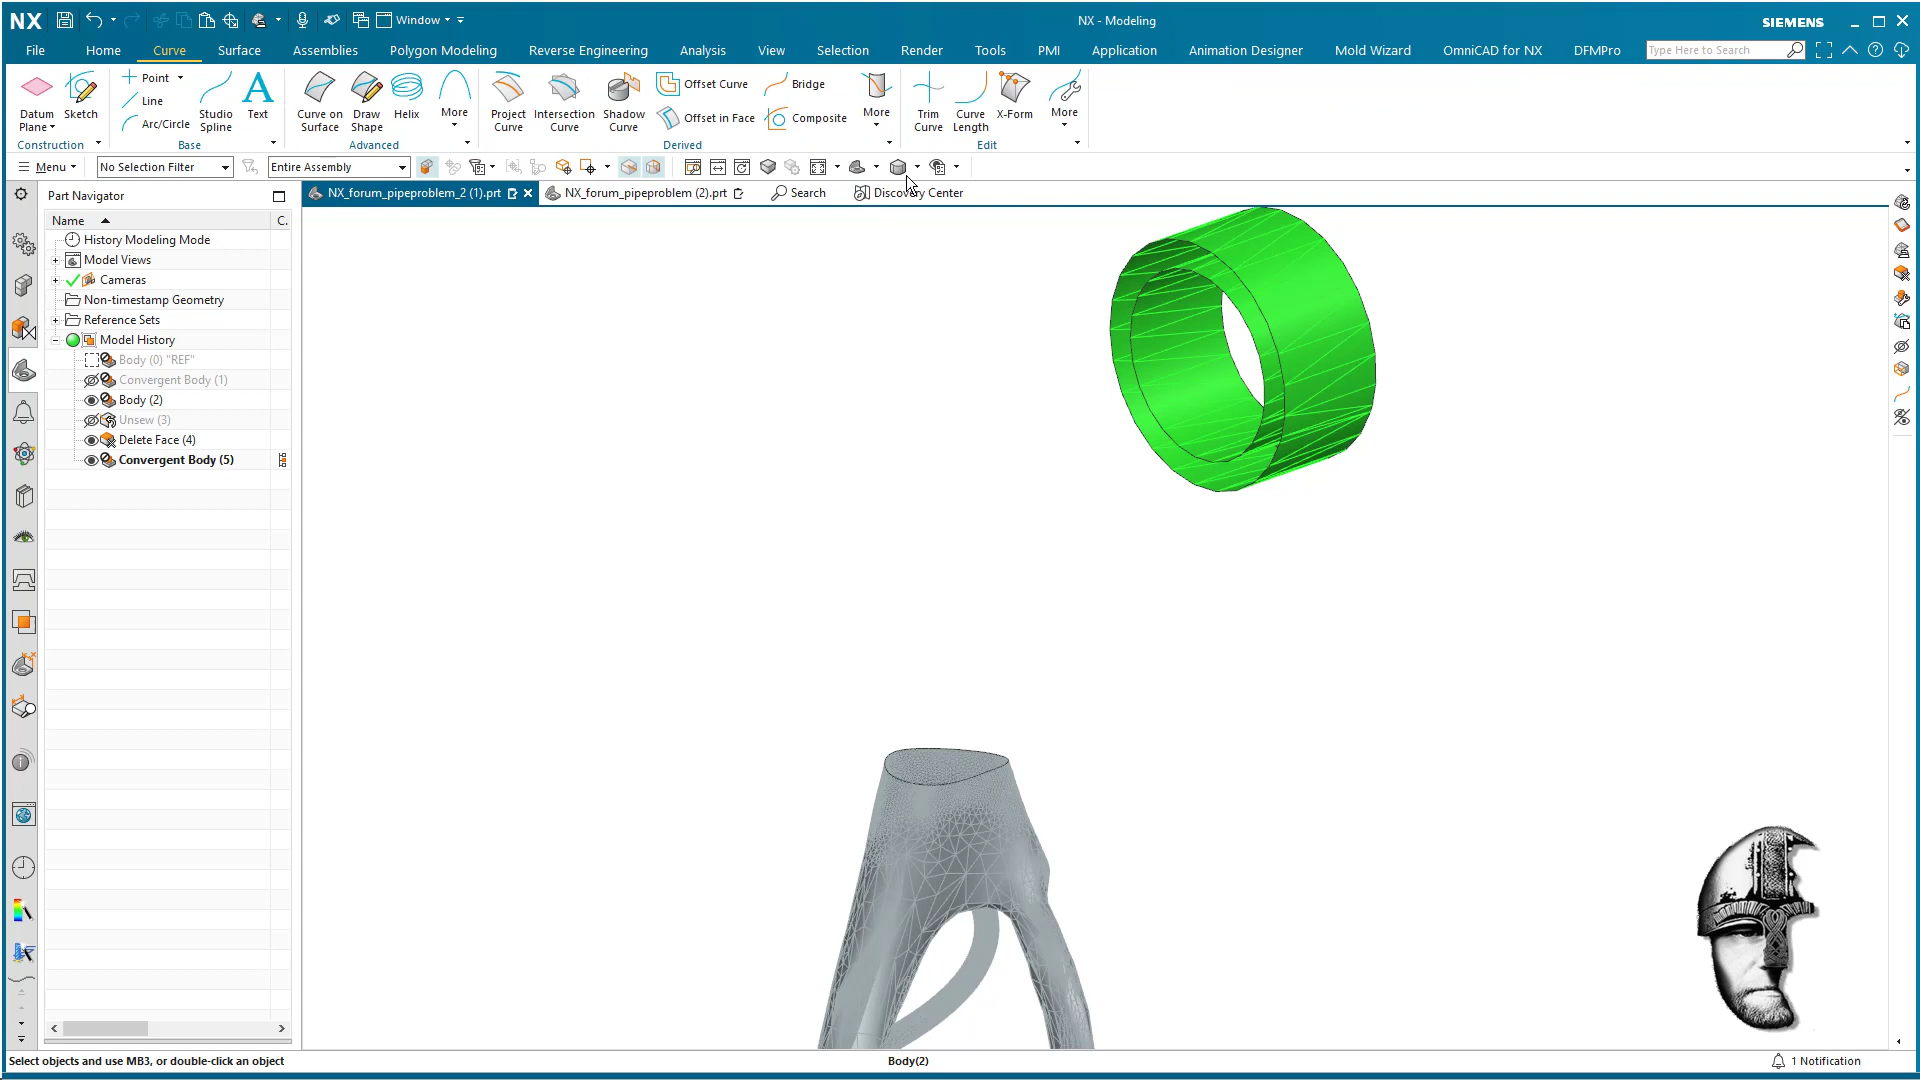 NX
Window
NX - Modeling
SIEMENS
File Home Curve Surface Assemblies Polygon Modeling Reverse Engineering Analysis View Selection Render Tools PMI Application Animation Designer Mold Wizard OmniCAD for NX DFMPro Type Here to Search
Datum Plane
Sketch
Construction
Point
Line
Arc/Circle
Studio Spline
Text
Base
Curve on Surface
Draw Shape
Helix
More
Advanced
Project Curve
Intersection Curve
Shadow Curve
Offset Curve
Offset in Face
Bridge
Composite
More
Derived
Trim Curve
Curve Length
X-Form
More
Edit
Menu
No Selection Filter
Entire Assembly
Part Navigator
NX_forum_pipeproblem_2 (1).prt
NX_forum_pipeproblem (2).prt
Search
Discovery Center
Name
C.
History Modeling Mode
Model Views
Cameras
Non-timestamp Geometry
Reference Sets
Model History
Body (0) "REF"
Convergent Body (1)
Body (2)
Unsew (3)
Delete Face (4)
Convergent Body (5)
Select objects and use MB3, or double-click an object
Body(2)
1 Notification